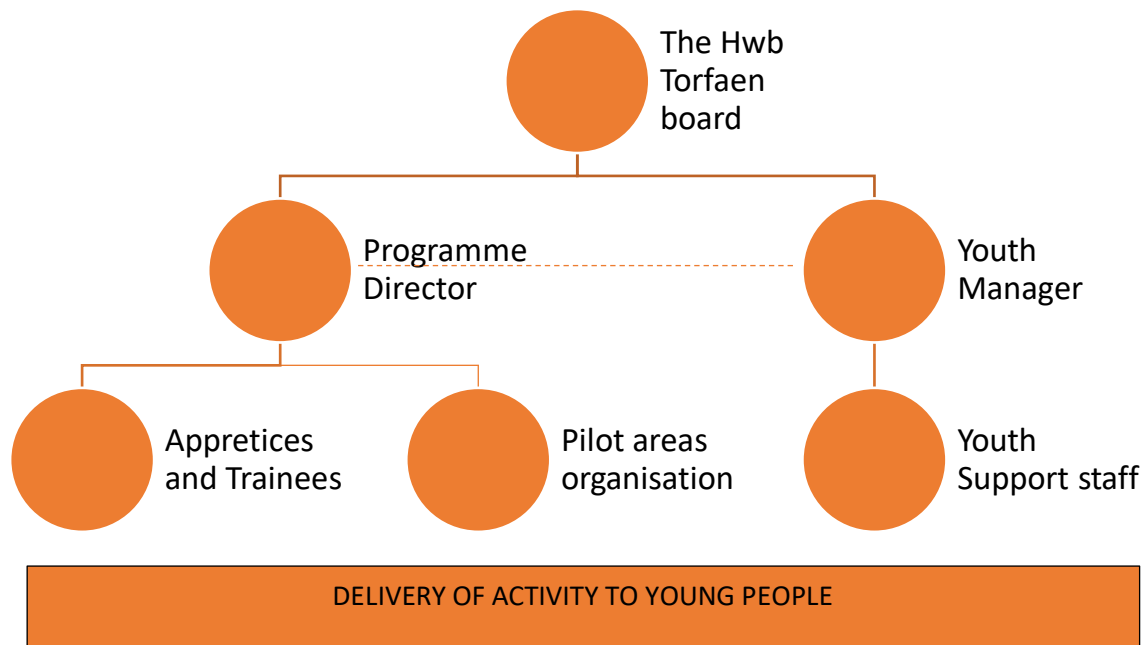 The Hwb
Torfaen
board
Programme
Director
Youth
Manager
Appretices
and Trainees
Pilot areas
organisation
Youth
Support staff
DELIVERY OF ACTIVITY TO YOUNG PEOPLE